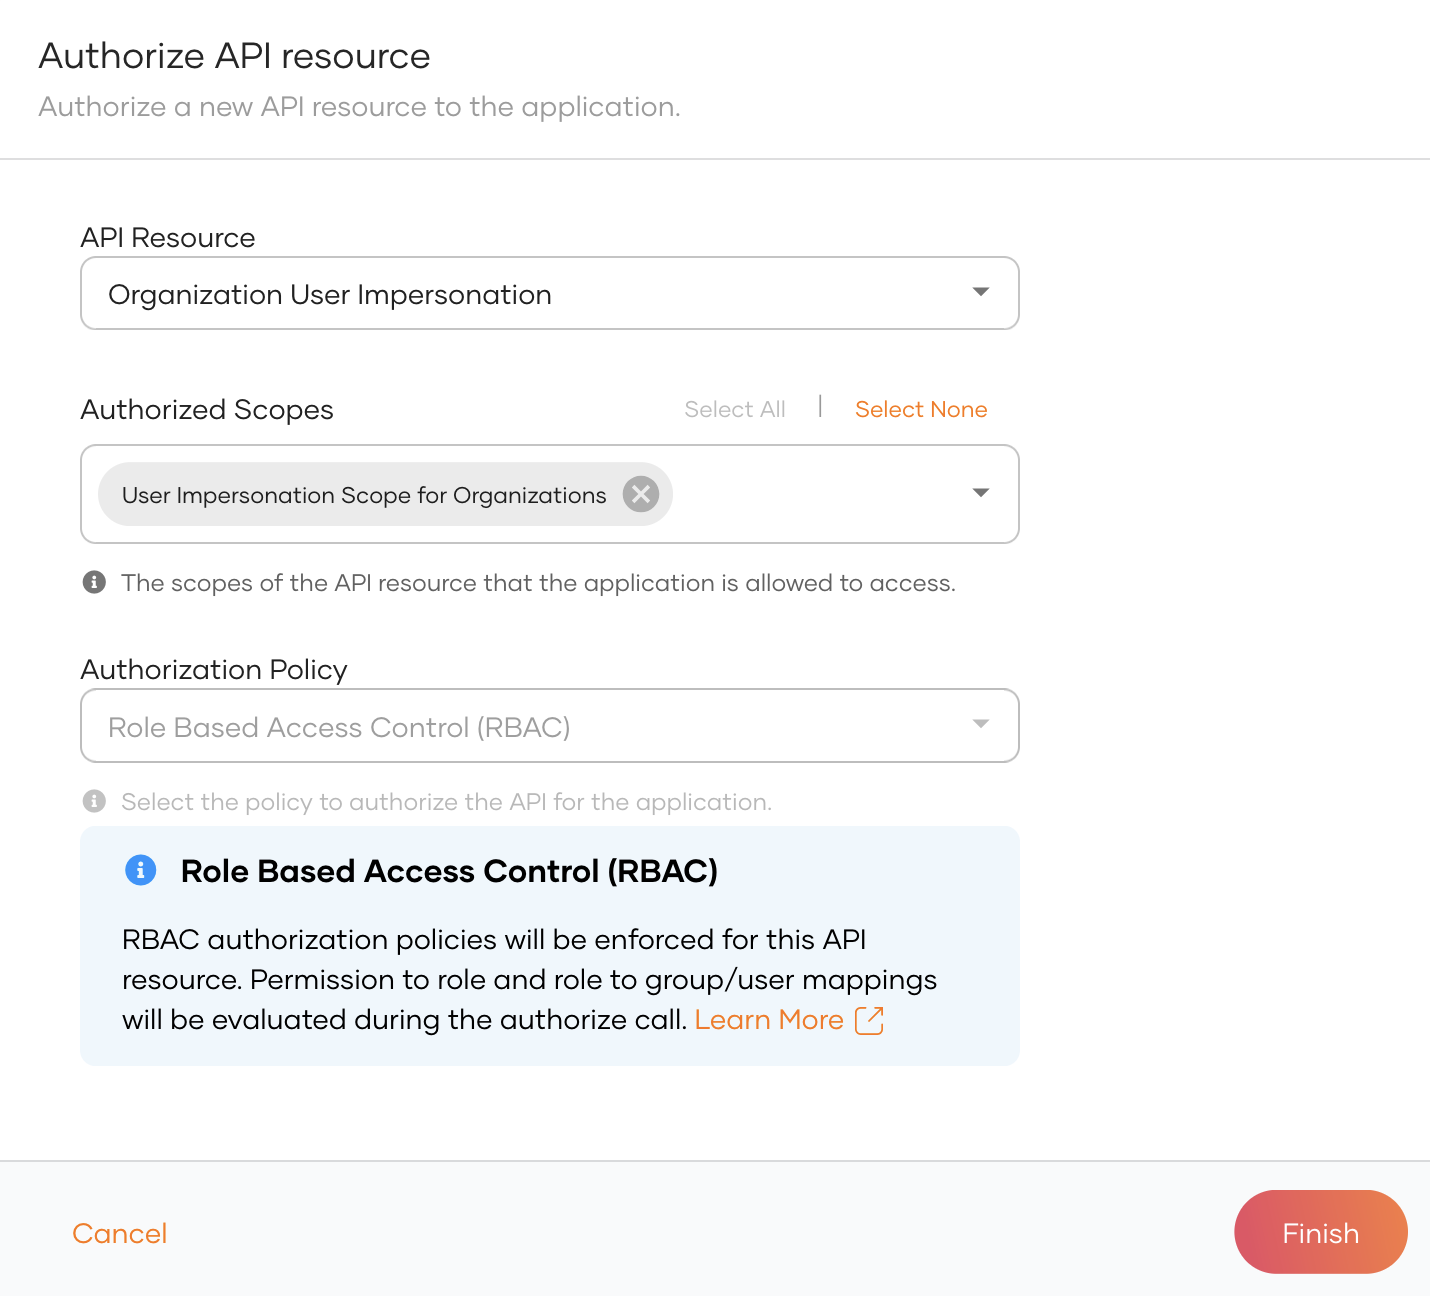 Authorize API resource
Authorize a new API resource to the application.
API Resource
Organization User Impersonation
Authorized Scopes
Select All | Select None
User Impersonation Scope for Organizations
The scopes of the API resource that the application is allowed to access.
Authorization Policy
Role Based Access Control (RBAC)
Select the policy to authorize the API for the application.
Role Based Access Control (RBAC)
RBAC authorization policies will be enforced for this API
resource. Permission to role and role to group/user mappings
will be evaluated during the authorize call. Learn More
Cancel
Finish